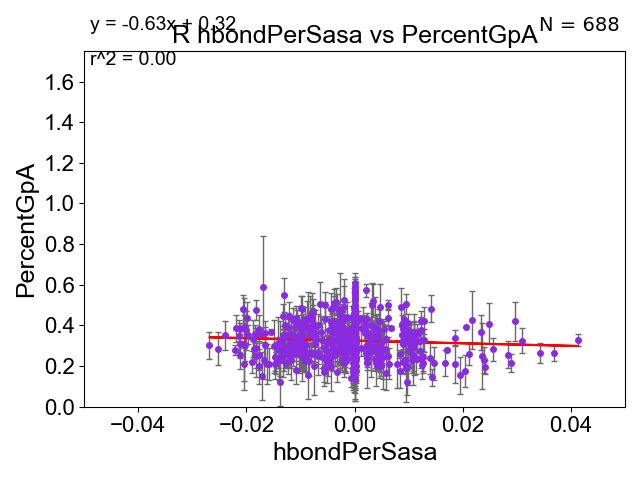 y = -0.63x + 0.32
R hbondPerSasa vs PercentGpA
N = 688
r^2 = 0.00
PercentGpA
1.6
1.4
1.2
1.0
0.8
0.6
0.4
0.2
0.0
−0.04 −0.02 0.00 0.02 0.04
hbondPerSasa